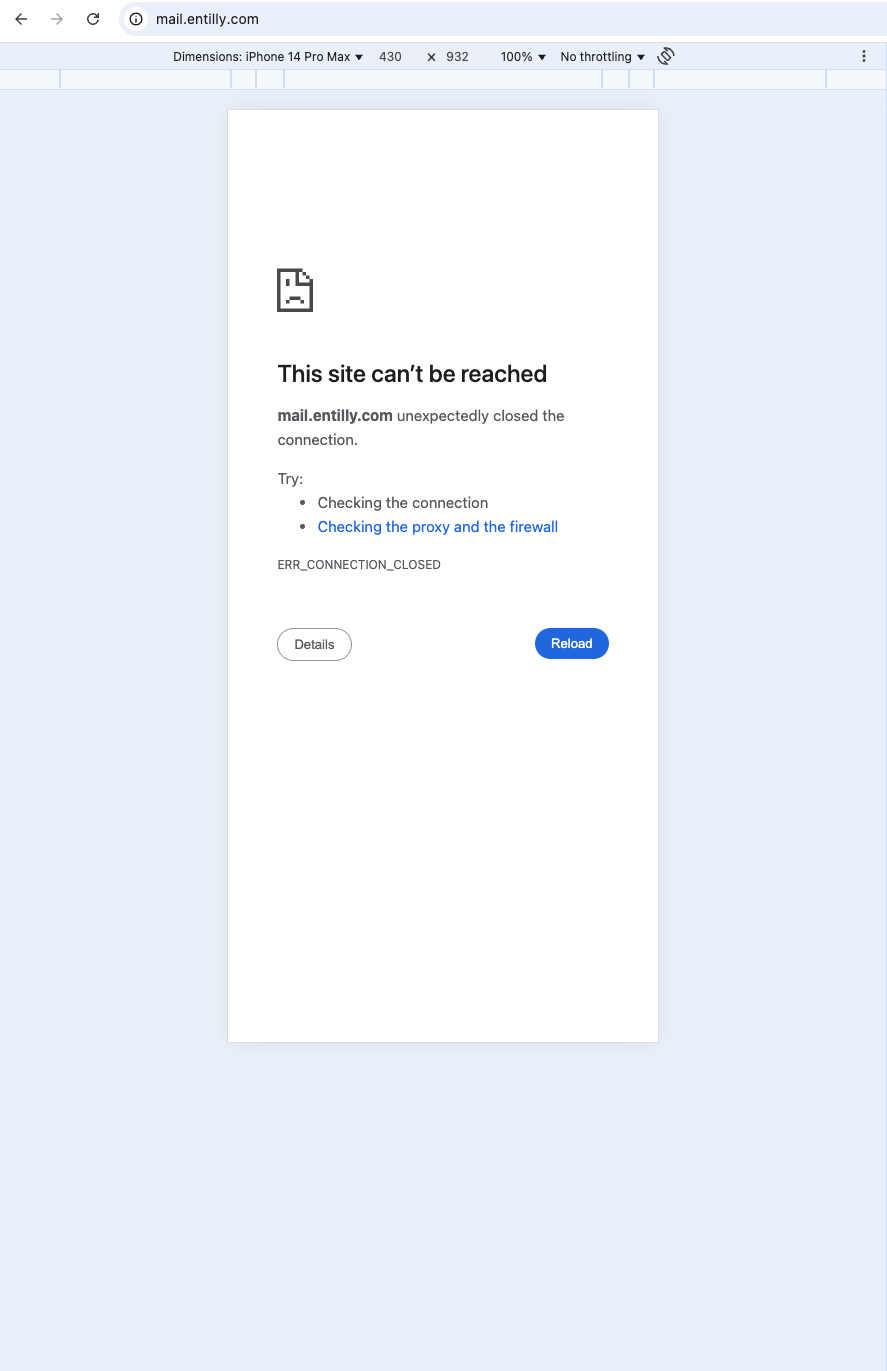 mail.entilly.com
Dimensions: iPhone 14 Pro Max ▼ 430 × 932 100% ▼ No throttling ▼
This site can’t be reached
mail.entilly.com unexpectedly closed the
connection.
Try:
• Checking the connection
• Checking the proxy and the firewall
ERR_CONNECTION_CLOSED
Details Reload